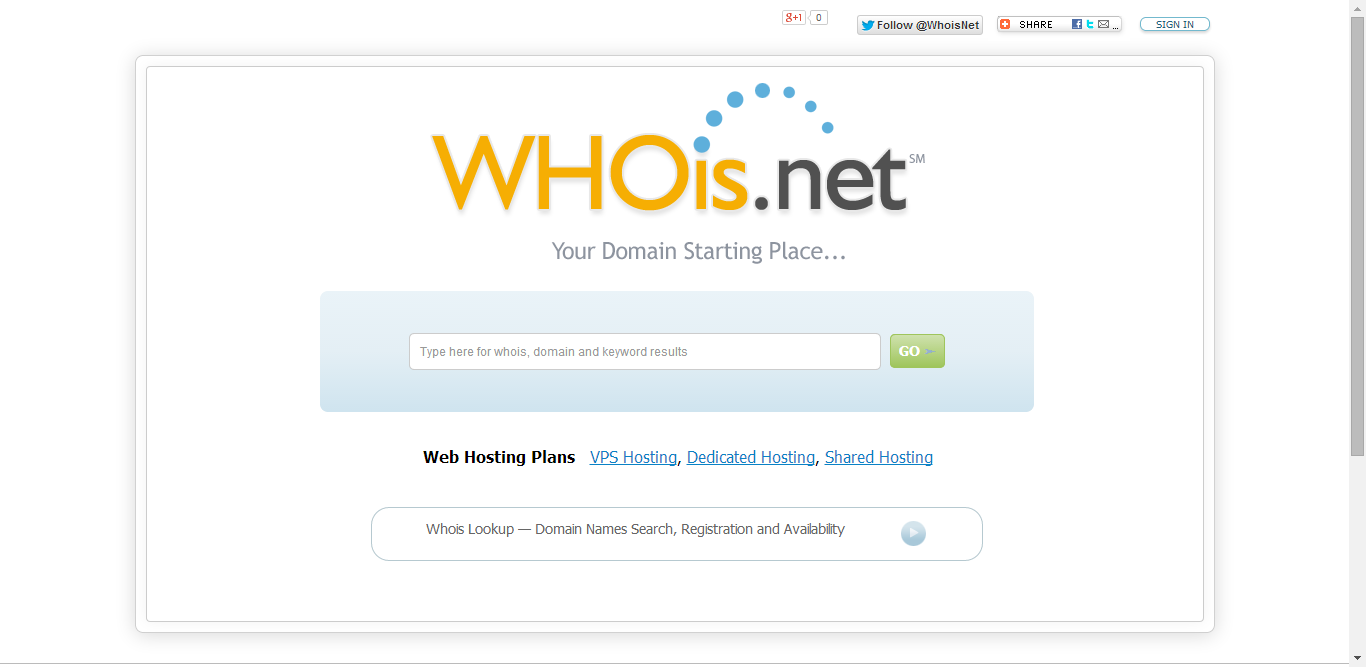 g+1 0
Follow @WhoisNet
SHARE ...
SIGN IN
WHOis.net SM
Your Domain Starting Place...
Type here for whois, domain and keyword results
GO
Web Hosting Plans VPS Hosting, Dedicated Hosting, Shared Hosting
Whois Lookup — Domain Names Search, Registration and Availability